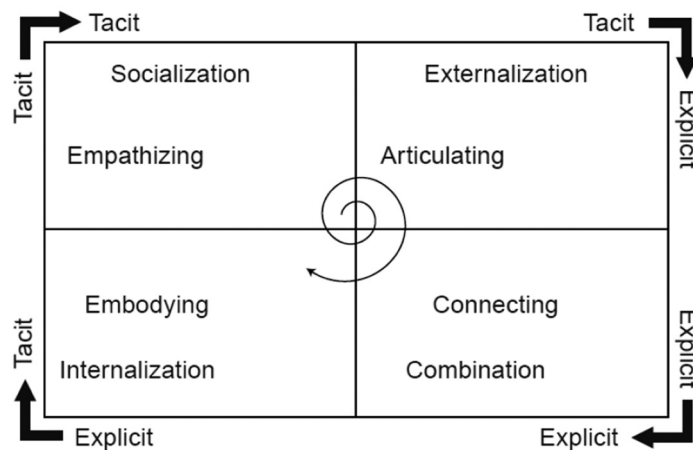 Tacit
Tacit
Tacit
Explicit
Socialization
Externalization
Empathizing
Articulating
Embodying
Connecting
Internalization
Combination
Tacit
Explicit
Explicit
Explicit